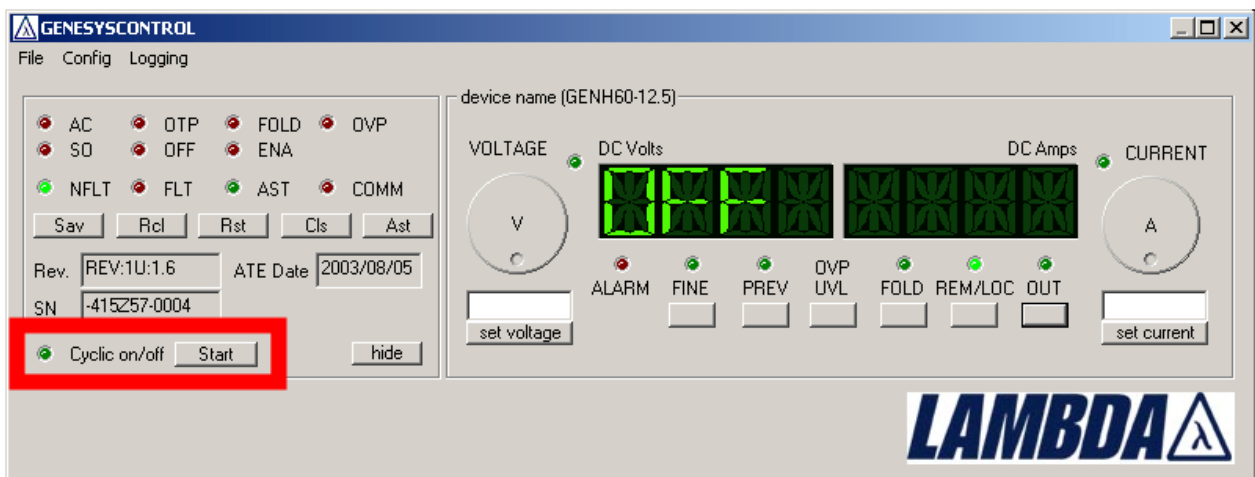 GENESYSCONTROL
File Config Logging
AC OTP FOLD OVP
SO OFF ENA
NFLT FLT AST COMM
Sav Rcl Rst Cls Ast
Rev. REV:1U:1.6 ATE Date 2003/08/05
SN -415Z57-0004
Cyclic on/off Start hide
device name (GENH60-12.5)
VOLTAGE DC Volts DC Amps CURRENT
V OFF A
ALARM FINE PREV OVP UVL FOLD REM/LOC OUT
set voltage set current
LAMBDA λ